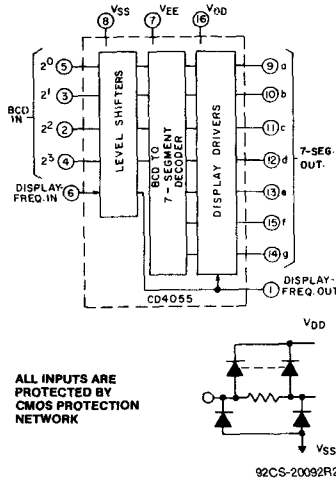 VSS VEE VDD
8 7 16
BCD IN
2⁰ 5
2¹ 3
2² 2
2³ 4
DISPLAY-FREQ. IN 6
LEVEL SHIFTERS
BCD TO 7 - SEGMENT DECODER
DISPLAY DRIVERS
9 a
10 b
11 c
12 d
13 e
15 f
14 g
7-SEG. OUT.
1 DISPLAY-FREQ. OUT
CD4055
VDD
ALL INPUTS ARE
PROTECTED BY
CMOS PROTECTION
NETWORK
VSS
92CS-20092R2